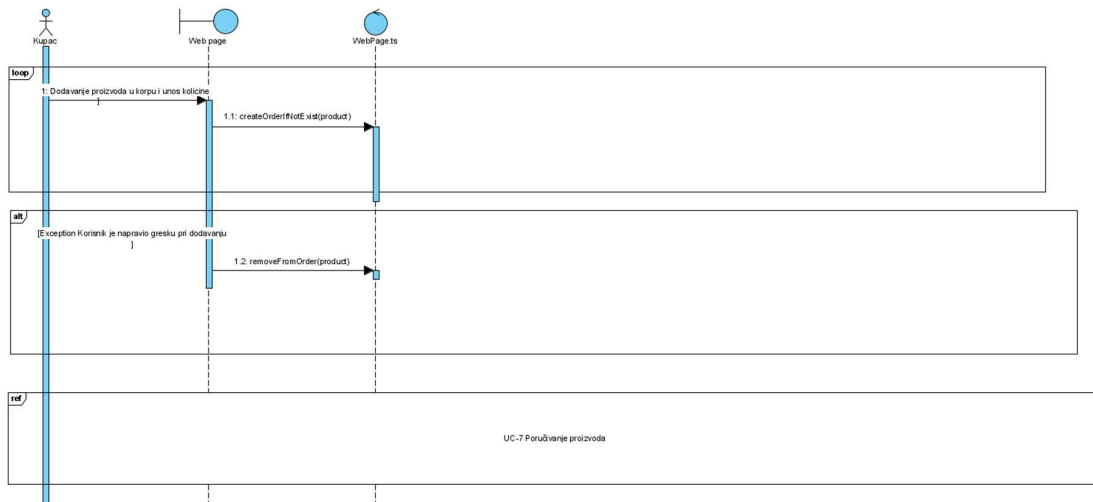 Kupac
Web page
WebPage.ts
loop
1: Dodavanje proizvoda u korpu i unos kolicine
]
1.1: createOrderIfNotExist(product)
alt
[Exception Korisnik je napravio gresku pri dodavanju
]
1.2: removeFromOrder(product)
ref
UC-7 Poručivanje proizvoda